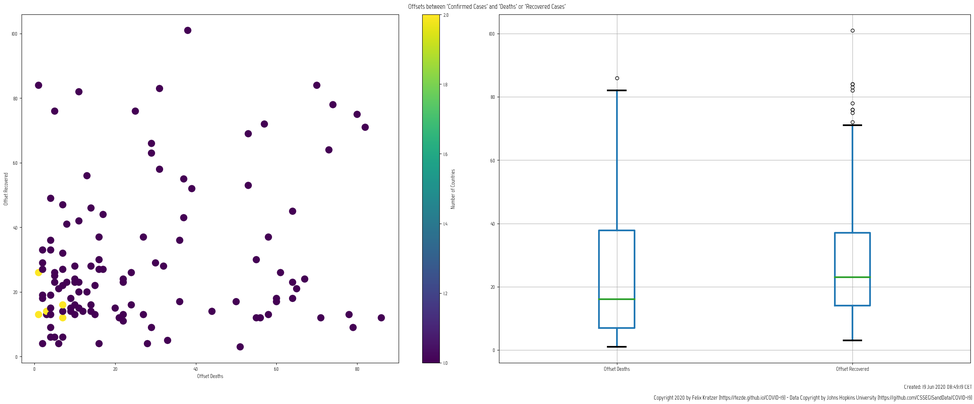 Offsets between 'Confirmed Cases' and 'Deaths' or 'Recovered Cases'
100
80
60
40
20
0
Offset Recovered
0
20
40
60
80
Offset Deaths
2.0
1.8
1.6
1.4
1.2
1.0
Number of Countries
100
80
60
40
20
0
Offset Deaths
Offset Recovered
Created: 19 Jun 2020 08:49:19 CET
Copyright 2020 by Felix Kratzer (https://fezde.github.io/COVID-19) - Data Copyright by Johns Hopkins University (https://github.com/CSSEGISandData/COVID-19)